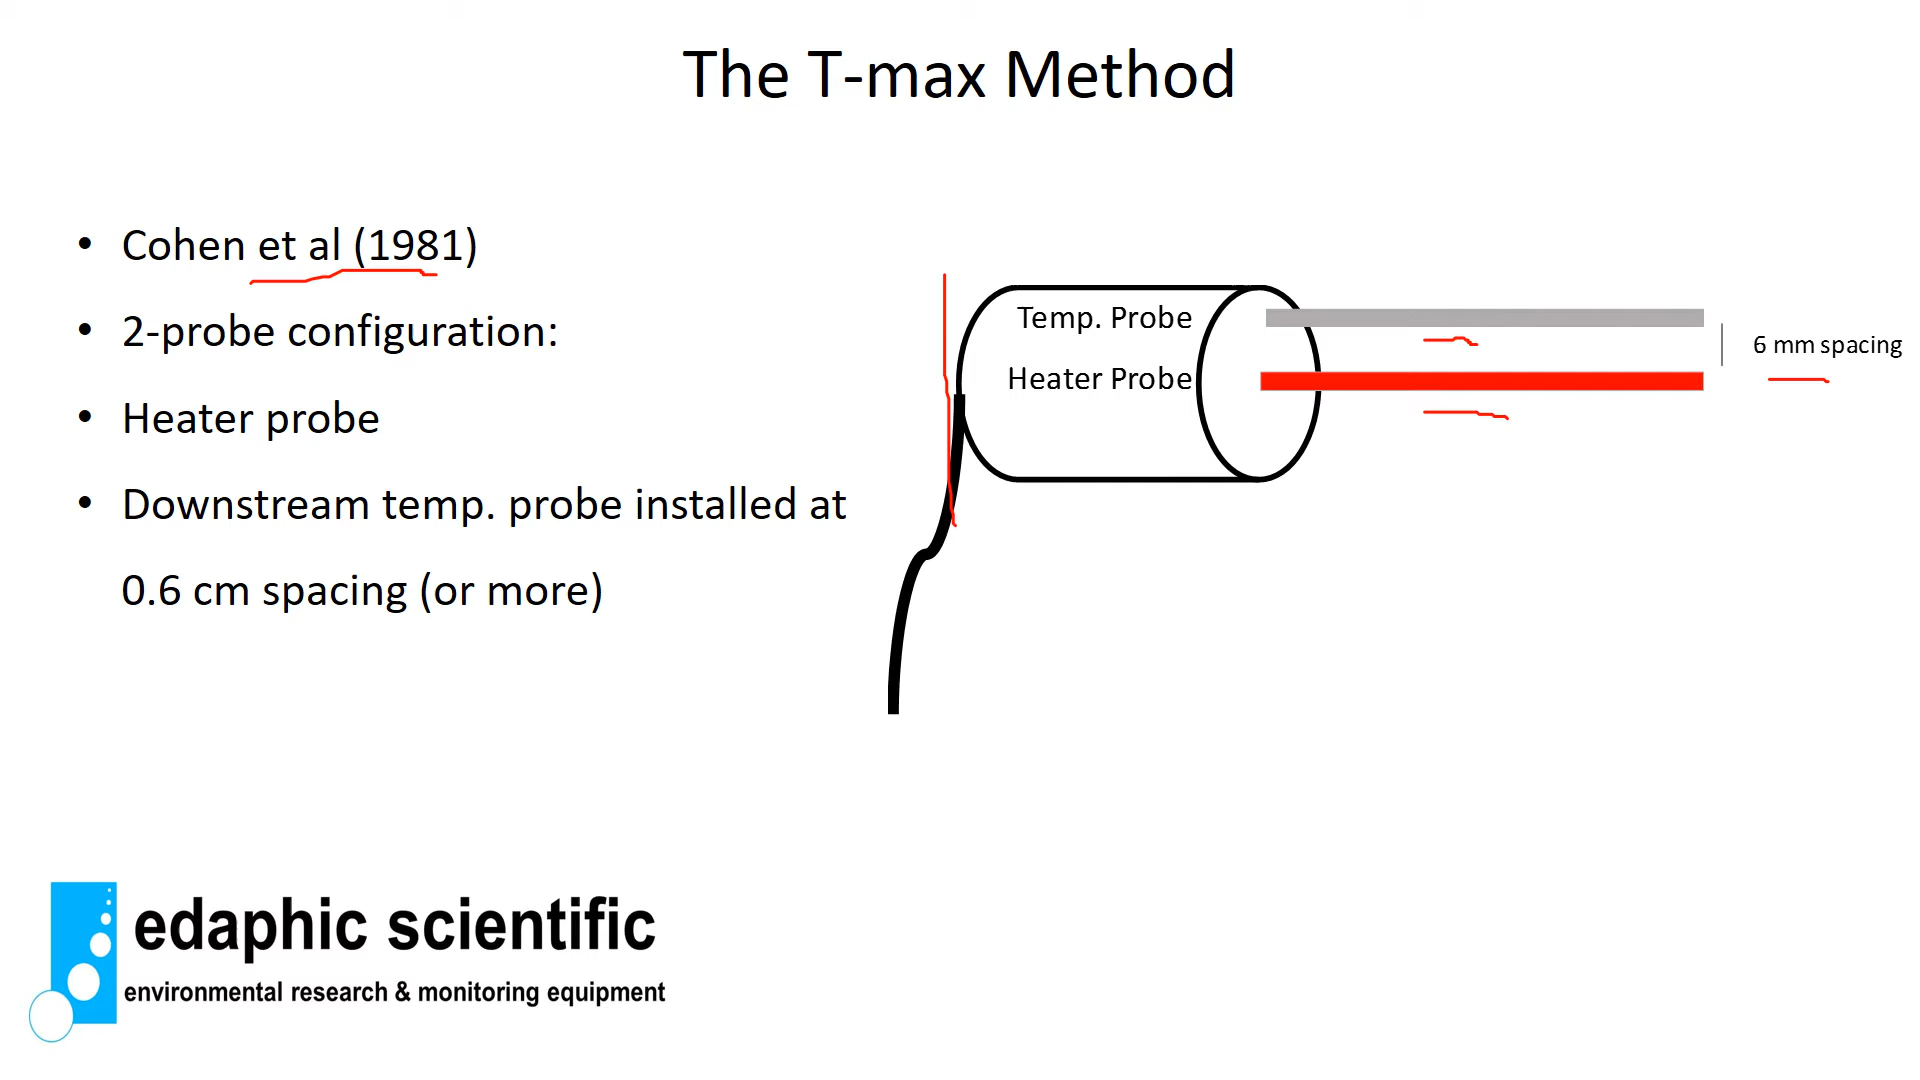 The T-max Method
• Cohen et al (1981)
• 2-probe configuration:
• Heater probe
• Downstream temp. probe installed at
0.6 cm spacing (or more)
Temp. Probe
Heater Probe
6 mm spacing
edaphic scientific
environmental research & monitoring equipment